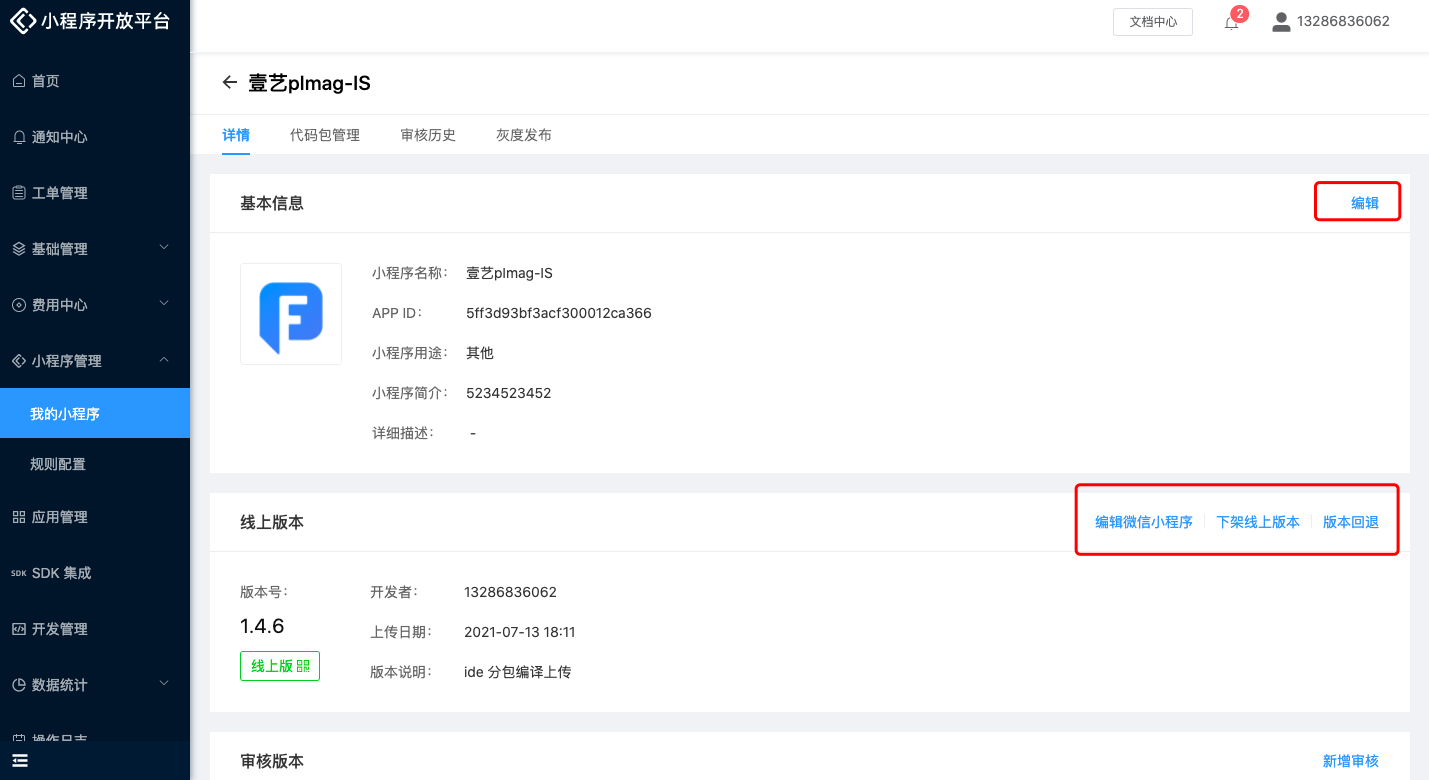 小程序开放平台
文档中心
2
13286836062
首页
通知中心
工单管理
基础管理
费用中心
小程序管理
我的小程序
规则配置
应用管理
SDK SDK 集成
开发管理
数据统计
操作日志
壹艺plmag-IS
详情 代码包管理 审核历史 灰度发布
基本信息 编辑
小程序名称: 壹艺plmag-IS
APP ID: 5ff3d93bf3acf300012ca366
小程序用途: 其他
小程序简介: 5234523452
详细描述: -
线上版本 编辑微信小程序 下架线上版本 版本回退
版本号:
1.4.6
线上版
开发者: 13286836062
上传日期: 2021-07-13 18:11
版本说明: ide 分包编译上传
审核版本 新增审核